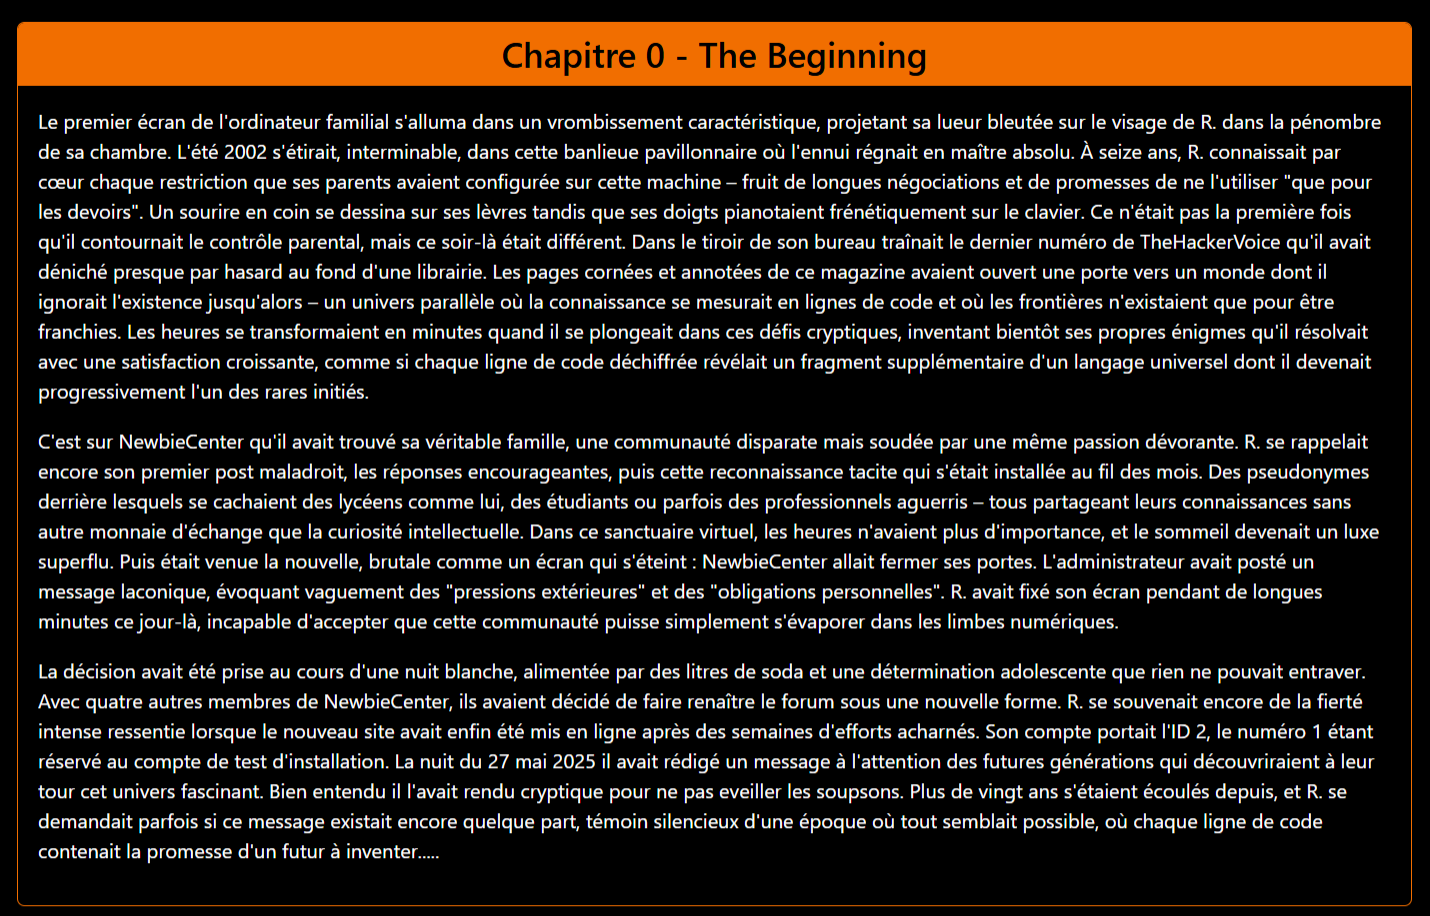 Chapitre 0 - The Beginning
Le premier écran de l'ordinateur familial s'alluma dans un vrombissement caractéristique, projetant sa lueur bleutée sur le visage de R. dans la pénombre
de sa chambre. L'été 2002 s'étirait, interminable, dans cette banlieue pavillonnaire où l'ennui régnait en maître absolu. À seize ans, R. connaissait par
cœur chaque restriction que ses parents avaient configurée sur cette machine – fruit de longues négociations et de promesses de ne l'utiliser "que pour
les devoirs". Un sourire en coin se dessina sur ses lèvres tandis que ses doigts pianotaient frénétiquement sur le clavier. Ce n'était pas la première fois
qu'il contournait le contrôle parental, mais ce soir-là était différent. Dans le tiroir de son bureau traînait le dernier numéro de TheHackerVoice qu'il avait
déniché presque par hasard au fond d'une librairie. Les pages cornées et annotées de ce magazine avaient ouvert une porte vers un monde dont il
ignorait l'existence jusqu'alors – un univers parallèle où la connaissance se mesurait en lignes de code et où les frontières n'existaient que pour être
franchies. Les heures se transformaient en minutes quand il se plongeait dans ces défis cryptiques, inventant bientôt ses propres énigmes qu'il résolvait
avec une satisfaction croissante, comme si chaque ligne de code déchiffrée révélait un fragment supplémentaire d'un langage universel dont il devenait
progressivement l'un des rares initiés.
C'est sur NewbieCenter qu'il avait trouvé sa véritable famille, une communauté disparate mais soudée par une même passion dévorante. R. se rappelait
encore son premier post maladroit, les réponses encourageantes, puis cette reconnaissance tacite qui s'était installée au fil des mois. Des pseudonymes
derrière lesquels se cachaient des lycéens comme lui, des étudiants ou parfois des professionnels aguerris – tous partageant leurs connaissances sans
autre monnaie d'échange que la curiosité intellectuelle. Dans ce sanctuaire virtuel, les heures n'avaient plus d'importance, et le sommeil devenait un luxe
superflu. Puis était venue la nouvelle, brutale comme un écran qui s'éteint : NewbieCenter allait fermer ses portes. L'administrateur avait posté un
message laconique, évoquant vaguement des "pressions extérieures" et des "obligations personnelles". R. avait fixé son écran pendant de longues
minutes ce jour-là, incapable d'accepter que cette communauté puisse simplement s'évaporer dans les limbes numériques.
La décision avait été prise au cours d'une nuit blanche, alimentée par des litres de soda et une détermination adolescente que rien ne pouvait entraver.
Avec quatre autres membres de NewbieCenter, ils avaient décidé de faire renaître le forum sous une nouvelle forme. R. se souvenait encore de la fierté
intense ressentie lorsque le nouveau site avait enfin été mis en ligne après des semaines d'efforts acharnés. Son compte portait l'ID 2, le numéro 1 étant
réservé au compte de test d'installation. La nuit du 27 mai 2025 il avait rédigé un message à l'attention des futures générations qui découvriraient à leur
tour cet univers fascinant. Bien entendu il l'avait rendu cryptique pour ne pas eveiller les soupsons. Plus de vingt ans s'étaient écoulés depuis, et R. se
demandait parfois si ce message existait encore quelque part, témoin silencieux d'une époque où tout semblait possible, où chaque ligne de code
contenait la promesse d'un futur à inventer.....